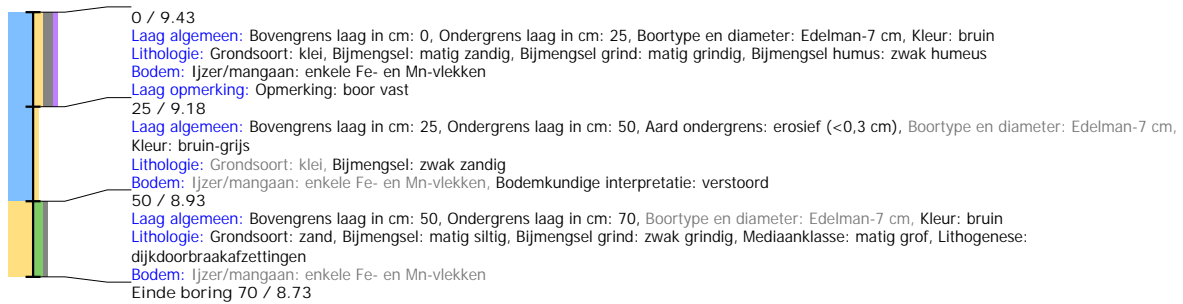 0 / 9.43
Laag algemeen: Bovengrens laag in cm: 0, Ondergrens laag in cm: 25, Boortype en diameter: Edelman-7 cm, Kleur: bruin
Lithologie: Grondsoort: klei, Bijmengsel: matig zandig, Bijmengsel grind: matig grindig, Bijmengsel humus: zwak humeus
Bodem: Ijzer/mangaan: enkele Fe- en Mn-vlekken
Laag opmerking: Opmerking: boor vast
25 / 9.18
Laag algemeen: Bovengrens laag in cm: 25, Ondergrens laag in cm: 50, Aard ondergrens: erosief (<0,3 cm), Boortype en diameter: Edelman-7 cm,
Kleur: bruin-grijs
Lithologie: Grondsoort: klei, Bijmengsel: zwak zandig
Bodem: Ijzer/mangaan: enkele Fe- en Mn-vlekken, Bodemkundige interpretatie: verstoord
50 / 8.93
Laag algemeen: Bovengrens laag in cm: 50, Ondergrens laag in cm: 70, Boortype en diameter: Edelman-7 cm, Kleur: bruin
Lithologie: Grondsoort: zand, Bijmengsel: matig siltig, Bijmengsel grind: zwak grindig, Mediaanklasse: matig grof, Lithogenese:
dijkdoorbraakafzettingen
Bodem: Ijzer/mangaan: enkele Fe- en Mn-vlekken
Einde boring 70 / 8.73